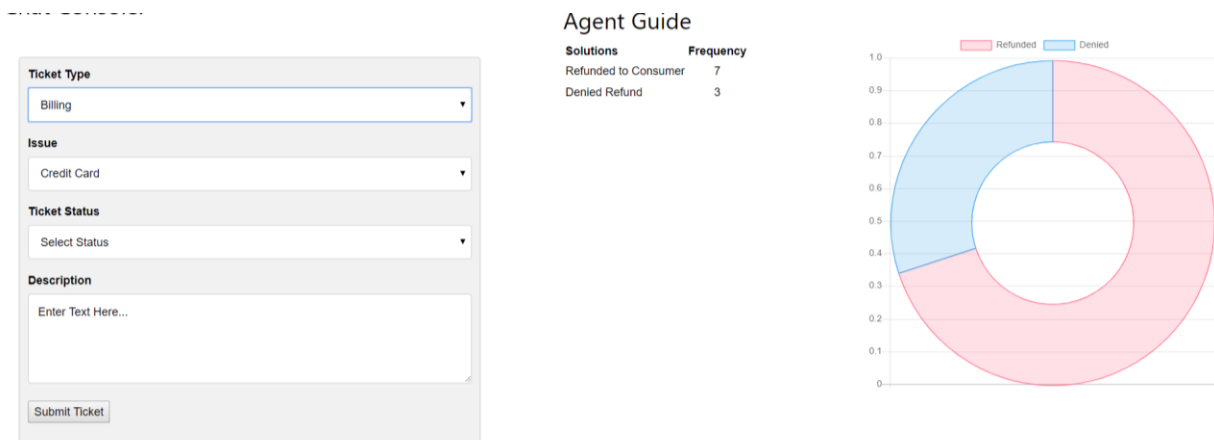 Agent Guide
Ticket Type
Billing
Issue
Credit Card
Ticket Status
Select Status
Description
Enter Text Here...
Submit Ticket
Solutions Frequency
Refunded to Consumer 7
Denied Refund 3
Refunded Denied
1.0
0.9
0.8
0.7
0.6
0.5
0.4
0.3
0.2
0.1
0